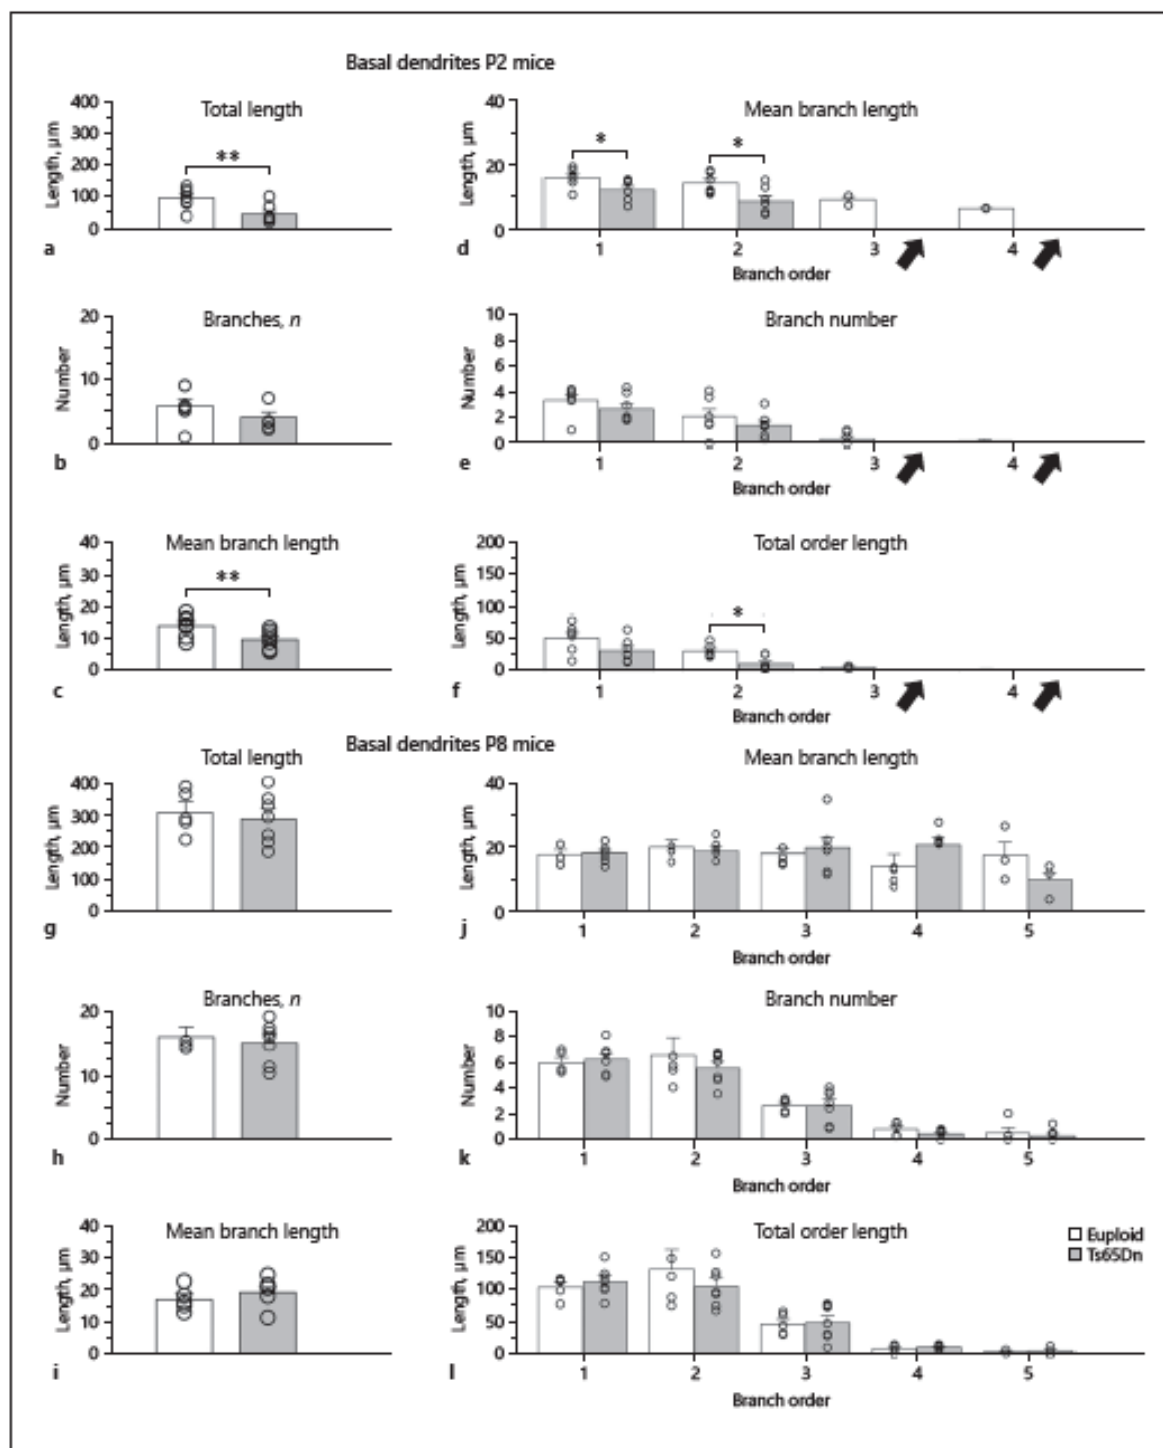 Basal dendrites P2 mice
Total length
Length, µm
400
300
200
100
0
**
a
Mean branch length
Length, µm
40
20
0
*
*
1
2
3
4
d
Branch order
Branches, n
Number
20
10
0
b
Branch number
Number
10
8
6
4
2
0
1
2
3
4
e
Branch order
Mean branch length
Length, µm
40
30
20
10
0
**
c
Total order length
Length, µm
200
150
100
50
0
*
1
2
3
4
f
Branch order
Basal dendrites P8 mice
Total length
Length, µm
400
300
200
100
0
g
Mean branch length
Length, µm
40
20
0
1
2
3
4
5
j
Branch order
Branches, n
Number
20
10
0
h
Branch number
Number
10
8
6
4
2
0
1
2
3
4
5
k
Branch order
Mean branch length
Length, µm
40
30
20
10
0
i
Total order length
Length, µm
200
150
100
50
0
1
2
3
4
5
l
Branch order
Euploid
Ts65Dn